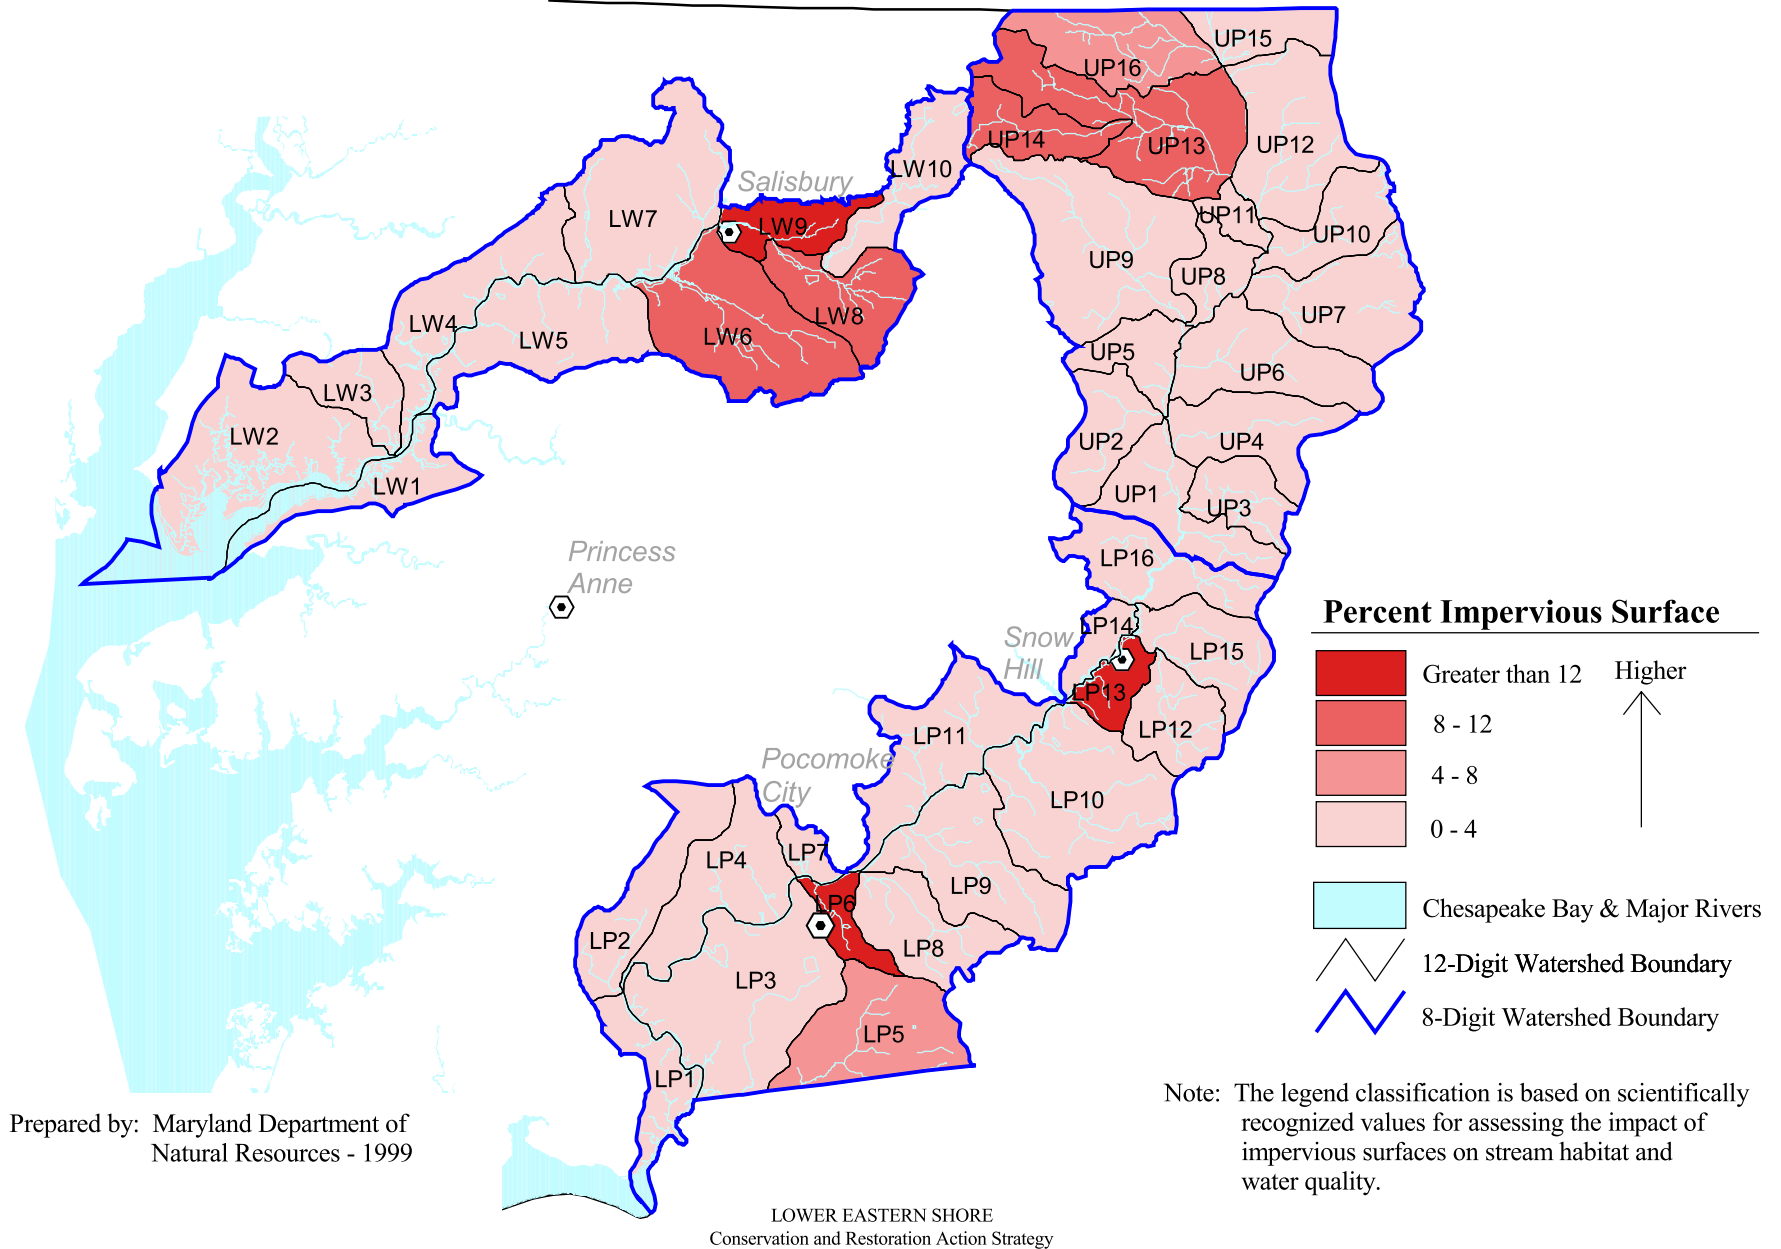 UP15
UP16
UP14
UP13
UP12
Salisbury
LW10
LW7
LW9
UP11
UP10
UP9
UP8
LW4
LW5
LW6
LW8
UP7
UP5
UP6
LW3
LW2
LW1
UP2
UP4
UP1
UP3
Princess
Anne
LP16
Snow
Hill
LP14
LP15
LP13
LP12
LP11
Pocomoke
City
LP10
LP4
LP7
LP9
LP6
LP2
LP8
LP3
LP5
LP1
Percent Impervious Surface
Greater than 12
Higher
8 - 12
4 - 8
0 - 4
Chesapeake Bay & Major Rivers
12-Digit Watershed Boundary
8-Digit Watershed Boundary
Note: The legend classification is based on scientifically
recognized values for assessing the impact of
impervious surfaces on stream habitat and
water quality.
Prepared by: Maryland Department of
Natural Resources - 1999
LOWER EASTERN SHORE
Conservation and Restoration Action Strategy